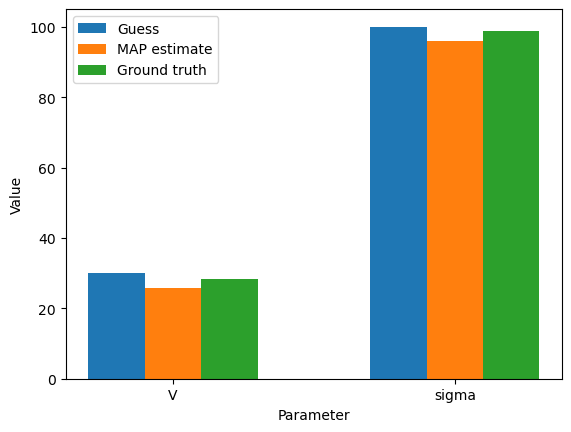 Guess
MAP estimate
Ground truth
100
80
60
40
20
0
Value
V
sigma
Parameter